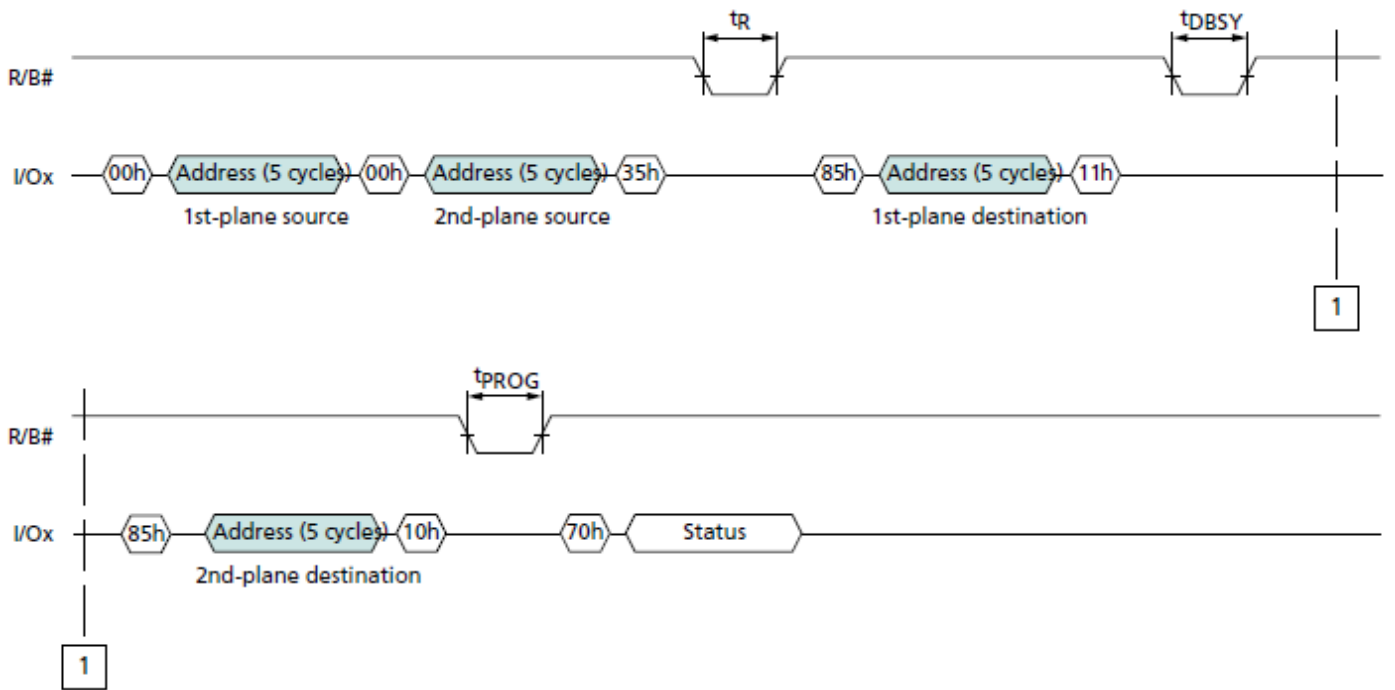 tR
tDBSY
R/B#
I/Ox
00h
Address (5 cycles)
00h
Address (5 cycles)
35h
85h
Address (5 cycles)
11h
1st-plane source
2nd-plane source
1st-plane destination
1
tPROG
R/B#
I/Ox
85h
Address (5 cycles)
10h
70h
Status
2nd-plane destination
1